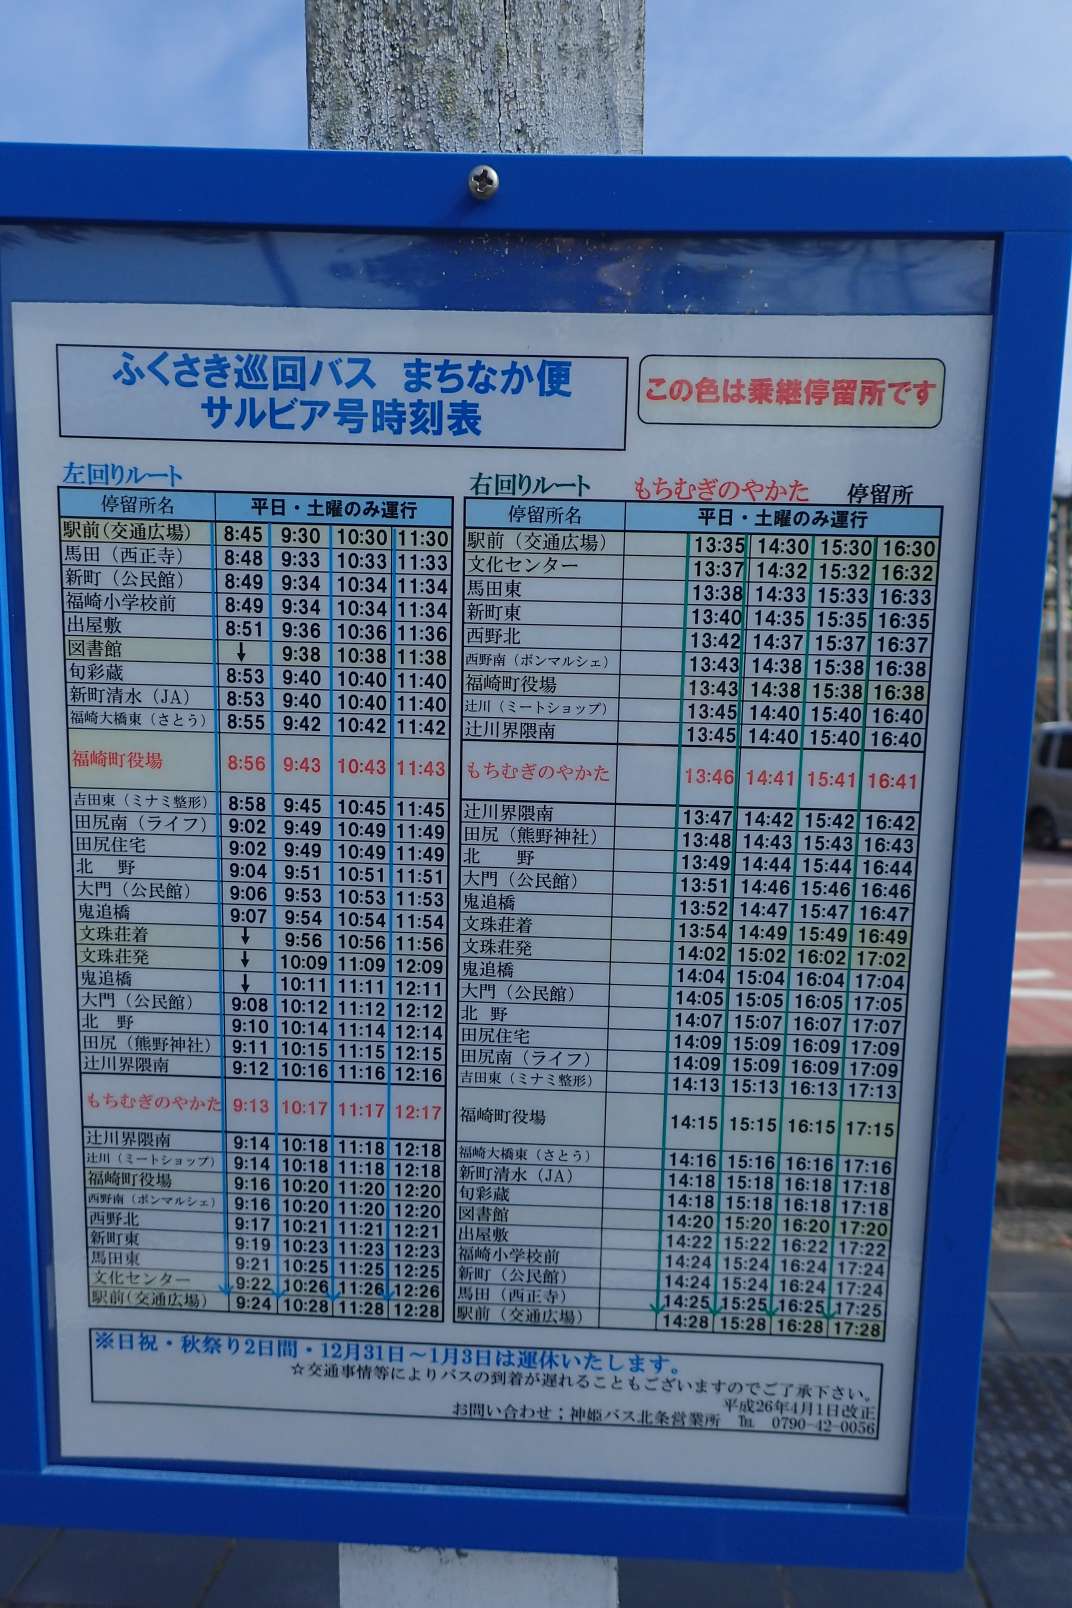 ふくさき巡回バス まちなか便
サルビア号時刻表
この色は乗継停留所です
左回りルート
停留所名 平日・土曜のみ運行
駅前(交通広場) 8:45 9:30 10:30 11:30
馬田(西正寺) 8:48 9:33 10:33 11:33
新町(公民館) 8:49 9:34 10:34 11:34
福崎小学校前 8:49 9:34 10:34 11:34
出屋敷 8:51 9:36 10:36 11:36
図書館 ↓ 9:38 10:38 11:38
旬彩蔵 8:53 9:40 10:40 11:40
新町清水(JA) 8:53 9:40 10:40 11:40
福崎大橋東(さとう) 8:55 9:42 10:42 11:42
福崎町役場 8:56 9:43 10:43 11:43
吉田東(ミナミ整形) 8:58 9:45 10:45 11:45
田尻南(ライフ) 9:02 9:49 10:49 11:49
田尻住宅 9:02 9:49 10:49 11:49
北 野 9:04 9:51 10:51 11:51
大門(公民館) 9:06 9:53 10:53 11:53
鬼追橋 9:07 9:54 10:54 11:54
文珠荘着 ↓ 9:56 10:56 11:56
文珠荘発 ↓ 10:09 11:09 12:09
鬼追橋 ↓ 10:11 11:11 12:11
大門(公民館) 9:08 10:12 11:12 12:12
北 野 9:10 10:14 11:14 12:14
田尻(熊野神社) 9:11 10:15 11:15 12:15
辻川界隈南 9:12 10:16 11:16 12:16
もちむぎのやかた 9:13 10:17 11:17 12:17
辻川界隈南 9:14 10:18 11:18 12:18
辻川(ミートショップ) 9:14 10:18 11:18 12:18
福崎町役場 9:16 10:20 11:20 12:20
西野南(ボンマルシェ) 9:16 10:20 11:20 12:20
西野北 9:17 10:21 11:21 12:21
新町東 9:19 10:23 11:23 12:23
馬田東 9:21 10:25 11:25 12:25
文化センター 9:22 10:26 11:26 12:26
駅前(交通広場) 9:24 10:28 11:28 12:28
右回りルート もちむぎのやかた 停留所
停留所名 平日・土曜のみ運行
駅前(交通広場) 13:35 14:30 15:30 16:30
文化センター 13:37 14:32 15:32 16:32
馬田東 13:38 14:33 15:33 16:33
新町東 13:40 14:35 15:35 16:35
西野北 13:42 14:37 15:37 16:37
西野南(ボンマルシェ) 13:43 14:38 15:38 16:38
福崎町役場 13:43 14:38 15:38 16:38
辻川(ミートショップ) 13:45 14:40 15:40 16:40
辻川界隈南 13:45 14:40 15:40 16:40
もちむぎのやかた 13:46 14:41 15:41 16:41
辻川界隈南 13:47 14:42 15:42 16:42
田尻(熊野神社) 13:48 14:43 15:43 16:43
北 野 13:49 14:44 15:44 16:44
大門(公民館) 13:51 14:46 15:46 16:46
鬼追橋 13:52 14:47 15:47 16:47
文珠荘着 13:54 14:49 15:49 16:49
文珠荘発 14:02 15:02 16:02 17:02
鬼追橋 14:04 15:04 16:04 17:04
大門(公民館) 14:05 15:05 16:05 17:05
北 野 14:07 15:07 16:07 17:07
田尻住宅 14:09 15:09 16:09 17:09
田尻南(ライフ) 14:09 15:09 16:09 17:09
吉田東(ミナミ整形) 14:13 15:13 16:13 17:13
福崎町役場 14:15 15:15 16:15 17:15
福崎大橋東(さとう) 14:16 15:16 16:16 17:16
新町清水(JA) 14:18 15:18 16:18 17:18
旬彩蔵 14:18 15:18 16:18 17:18
図書館 14:20 15:20 16:20 17:20
出屋敷 14:22 15:22 16:22 17:22
福崎小学校前 14:24 15:24 16:24 17:24
新町(公民館) 14:24 15:24 16:24 17:24
馬田(西正寺) 14:25 15:25 16:25 17:25
駅前(交通広場) 14:28 15:28 16:28 17:28
※日祝・秋祭り2日間・12月31日〜1月3日は運休いたします。
☆交通事情等によりバスの到着が遅れることもございますのでご了承下さい。
平成26年4月1日改正
お問い合わせ;神姫バス北条営業所 ℡ 0790-42-0056